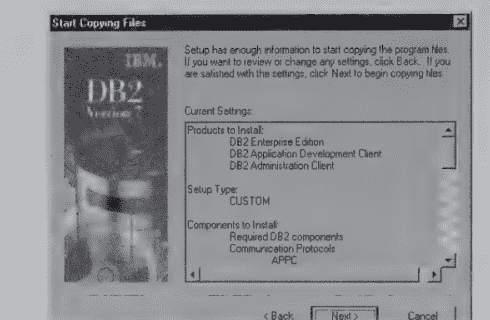 Start Copying Files
IBM.
DB2
Version 7
Setup has enough information to start copying the program files.
If you want to review or change any settings, click Back. If you
are satisfied with the settings, click Next to begin copying files.
Current Settings:
Products to Install:
DB2 Enterprise Edition
DB2 Application Development Client
DB2 Administration Client
Setup Type:
CUSTOM
Components to Install:
Required DB2 components
Communication Protocols
APPC
< Back
Next >
Cancel